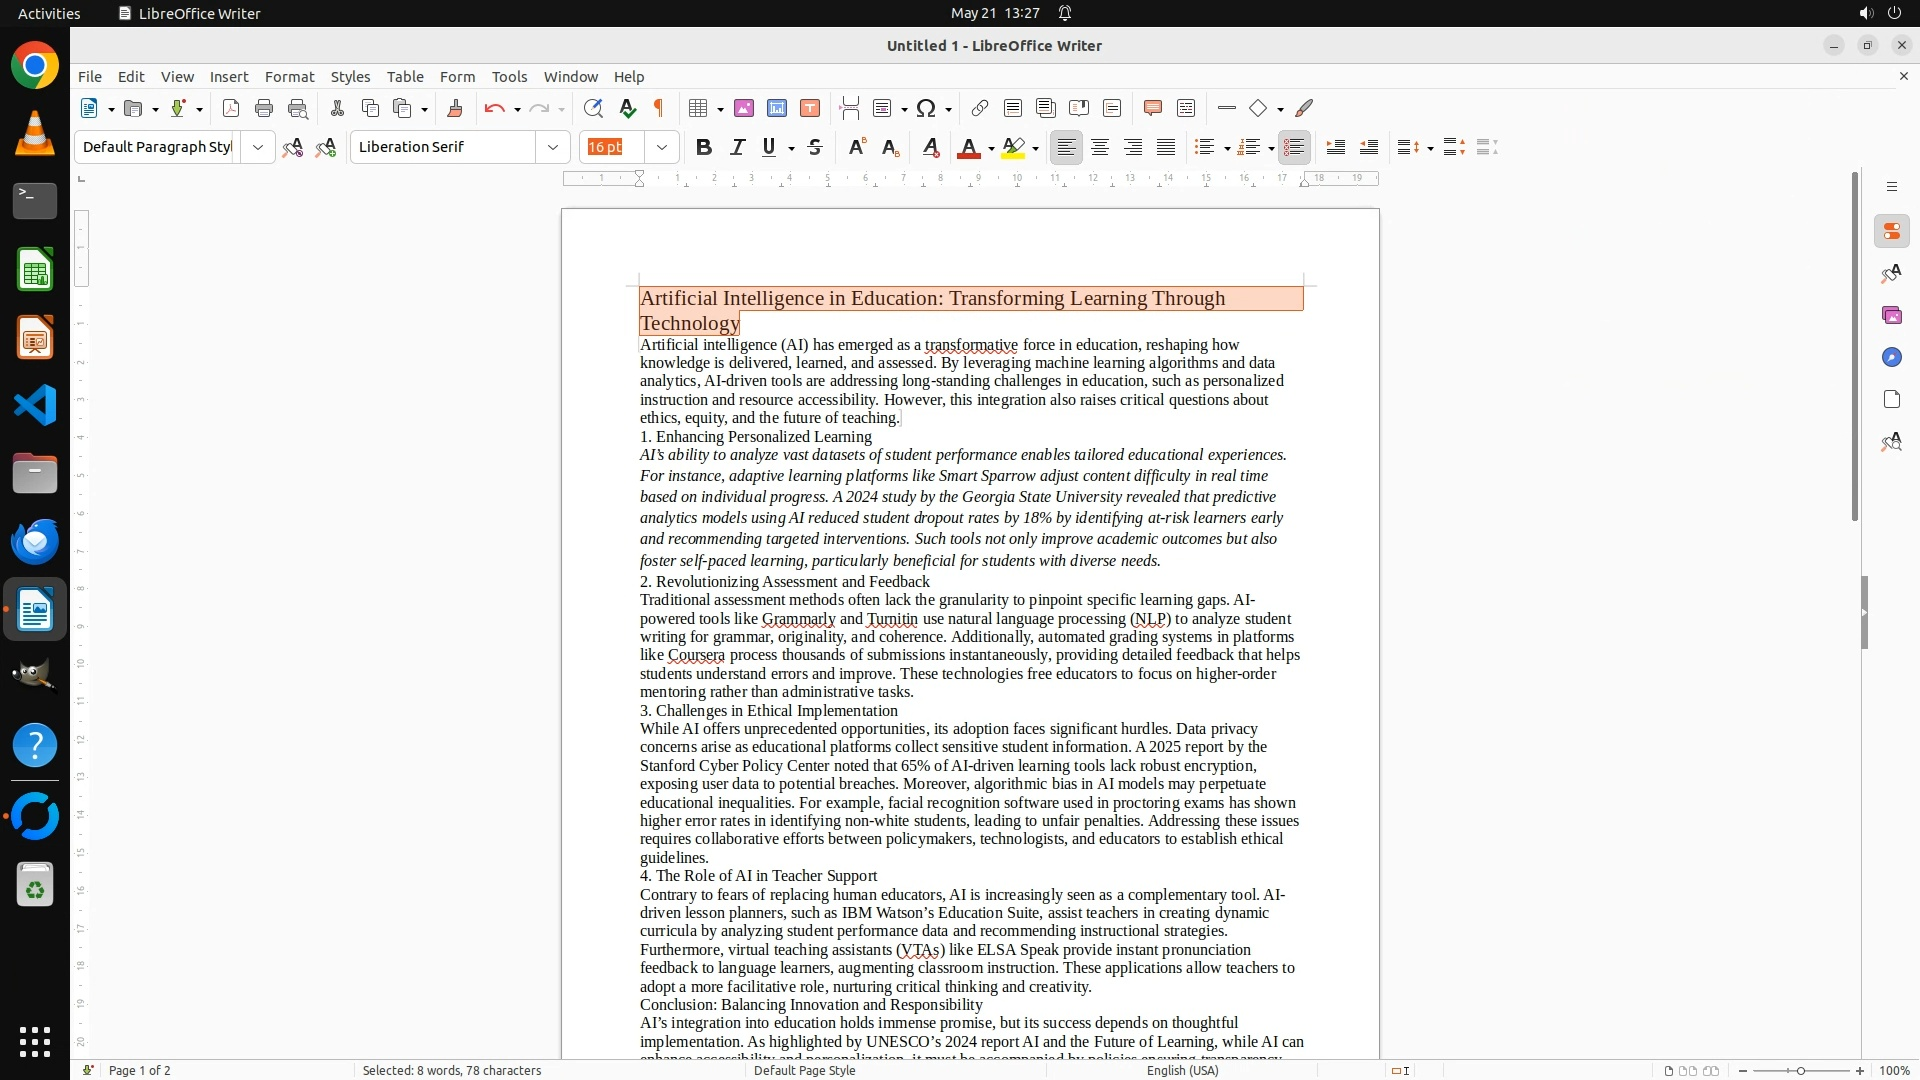 Activities
LibreOffice Writer
May 21 13:27
Untitled 1 - LibreOffice Writer
File Edit View Insert Format Styles Table Form Tools Window Help
Default Paragraph Styl
Liberation Serif
16 pt
Artificial Intelligence in Education: Transforming Learning Through
Technology
Artificial intelligence (AI) has emerged as a transformative force in education, reshaping how
knowledge is delivered, learned, and assessed. By leveraging machine learning algorithms and data
analytics, AI-driven tools are addressing long-standing challenges in education, such as personalized
instruction and resource accessibility. However, this integration also raises critical questions about
ethics, equity, and the future of teaching.
1. Enhancing Personalized Learning
AI’s ability to analyze vast datasets of student performance enables tailored educational experiences.
For instance, adaptive learning platforms like Smart Sparrow adjust content difficulty in real time
based on individual progress. A 2024 study by the Georgia State University revealed that predictive
analytics models using AI reduced student dropout rates by 18% by identifying at-risk learners early
and recommending targeted interventions. Such tools not only improve academic outcomes but also
foster self-paced learning, particularly beneficial for students with diverse needs.
2. Revolutionizing Assessment and Feedback
Traditional assessment methods often lack the granularity to pinpoint specific learning gaps. AI-
powered tools like Grammarly and Turnitin use natural language processing (NLP) to analyze student
writing for grammar, originality, and coherence. Additionally, automated grading systems in platforms
like Coursera process thousands of submissions instantaneously, providing detailed feedback that helps
students understand errors and improve. These technologies free educators to focus on higher-order
mentoring rather than administrative tasks.
3. Challenges in Ethical Implementation
While AI offers unprecedented opportunities, its adoption faces significant hurdles. Data privacy
concerns arise as educational platforms collect sensitive student information. A 2025 report by the
Stanford Cyber Policy Center noted that 65% of AI-driven learning tools lack robust encryption,
exposing user data to potential breaches. Moreover, algorithmic bias in AI models may perpetuate
educational inequalities. For example, facial recognition software used in proctoring exams has shown
higher error rates in identifying non-white students, leading to unfair penalties. Addressing these issues
requires collaborative efforts between policymakers, technologists, and educators to establish ethical
guidelines.
4. The Role of AI in Teacher Support
Contrary to fears of replacing human educators, AI is increasingly seen as a complementary tool. AI-
driven lesson planners, such as IBM Watson’s Education Suite, assist teachers in creating dynamic
curricula by analyzing student performance data and recommending instructional strategies.
Furthermore, virtual teaching assistants (VTAs) like ELSA Speak provide instant pronunciation
feedback to language learners, augmenting classroom instruction. These applications allow teachers to
adopt a more facilitative role, nurturing critical thinking and creativity.
Conclusion: Balancing Innovation and Responsibility
AI’s integration into education holds immense promise, but its success depends on thoughtful
implementation. As highlighted by UNESCO’s 2024 report AI and the Future of Learning, while AI can
enhance accessibility and personalization, it must be accompanied by policies ensuring transparency,
Page 1 of 2
Selected: 8 words, 78 characters
Default Page Style
English (USA)
100%